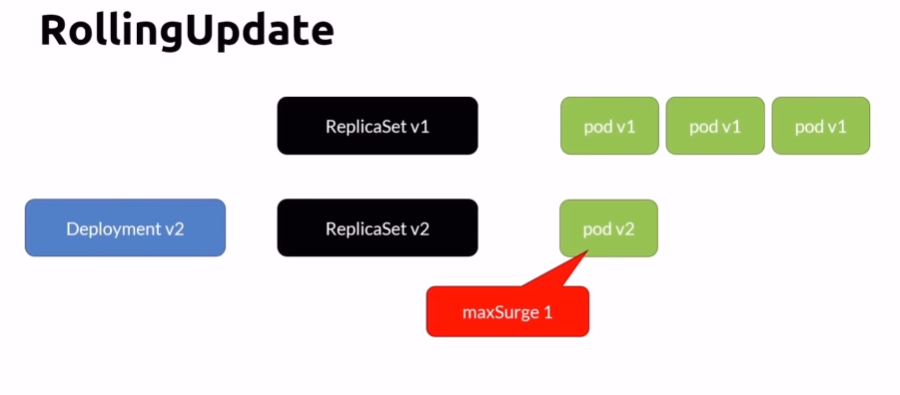 RollingUpdate
ReplicaSet v1
pod v1
pod v1
pod v1
Deployment v2
ReplicaSet v2
pod v2
maxSurge 1